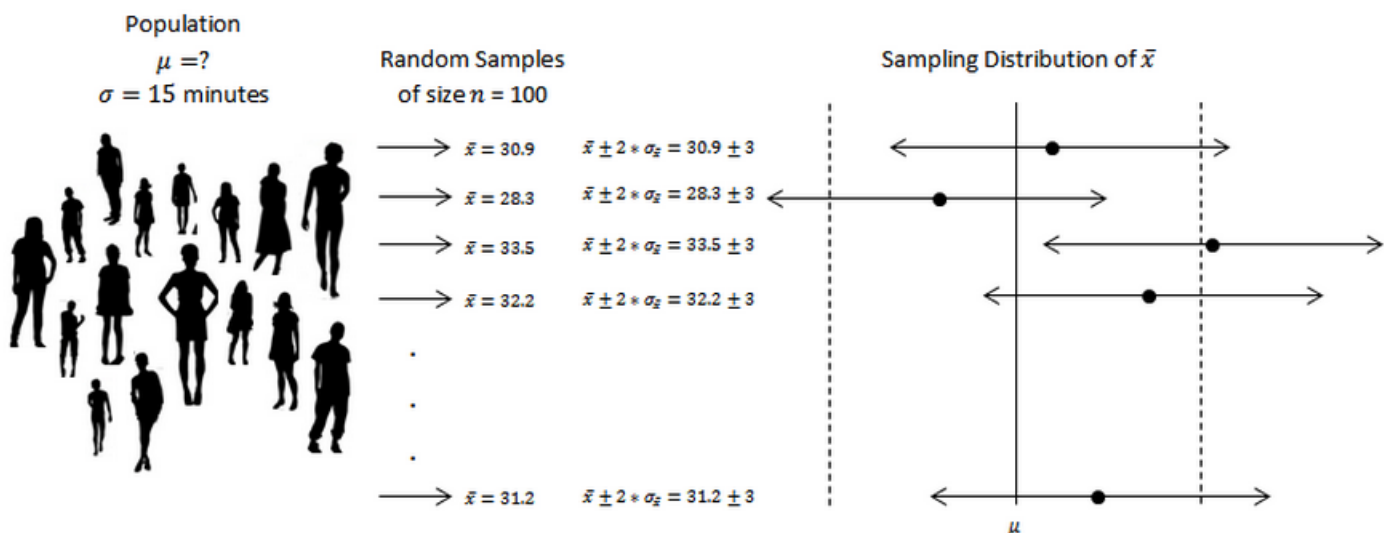 Population
μ =?
σ = 15 minutes
Random Samples
of size n = 100
Sampling Distribution of x̄
x̄ = 30.9 x̄ ± 2 * σx̄ = 30.9 ± 3
x̄ = 28.3 x̄ ± 2 * σx̄ = 28.3 ± 3
x̄ = 33.5 x̄ ± 2 * σx̄ = 33.5 ± 3
x̄ = 32.2 x̄ ± 2 * σx̄ = 32.2 ± 3
.
.
.
x̄ = 31.2 x̄ ± 2 * σx̄ = 31.2 ± 3
μ